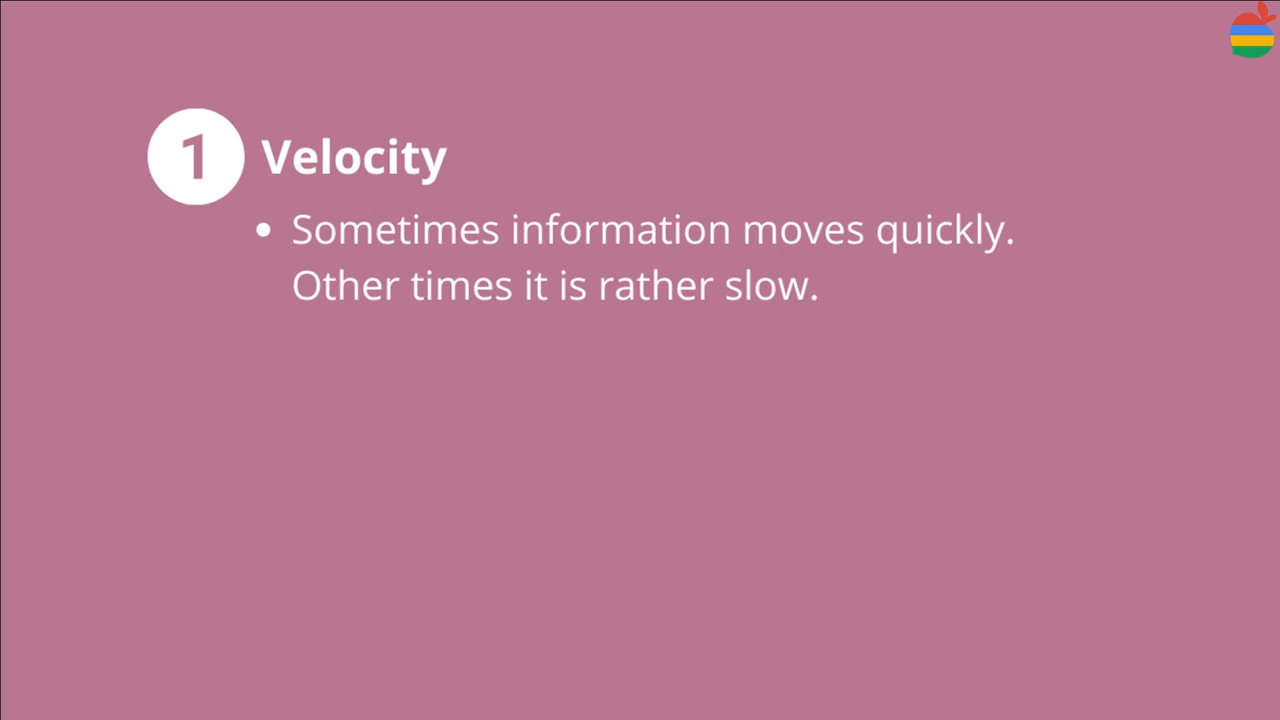 1 Velocity
• Sometimes information moves quickly.
Other times it is rather slow.